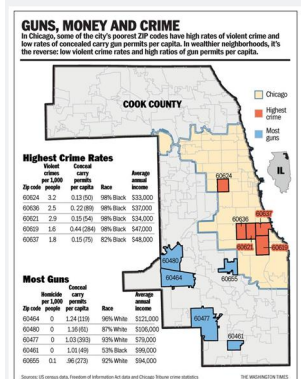 GUNS, MONEY AND CRIME
In Chicago, some of the city's poorest ZIP codes have high rates of violent crime and
low rates of concealed carry gun permits per capita. In wealthier neighborhoods, it's
the reverse: low violent crime rates and high ratios of gun permits per capita.
COOK COUNTY
Chicago
Highest
crime
Most
guns
IL
Highest Crime Rates
Violent crimes per 1,000 people
Conceal carry permits per capita
Average annual income
Zip code
Race
60624 3.2 0.13 (50) 98% Black $33,000
60636 2.5 0.22 (89) 98% Black $37,000
60621 2.9 0.15 (54) 98% Black $34,000
60619 1.6 0.44 (284) 98% Black $47,000
60637 1.8 0.15 (75) 82% Black $48,000
60624
60637
60636
60621
60619
60480
60464
60655
60477
60461
Most Guns
Homicide per 1,000 people
Conceal carry permits per capita
Average annual income
Zip code
Race
60464 0 1.24 (119) 96% White $121,000
60480 0 1.16 (61) 87% White $106,000
60477 0 1.03 (393) 93% White $79,000
60461 0 1.01 (49) 53% Black $99,000
60655 0.1 .96 (273) 92% White $94,000
Sources: US census data, Freedom of Information Act data and Chicago Tribune crime statistics.
THE WASHINGTON TIMES